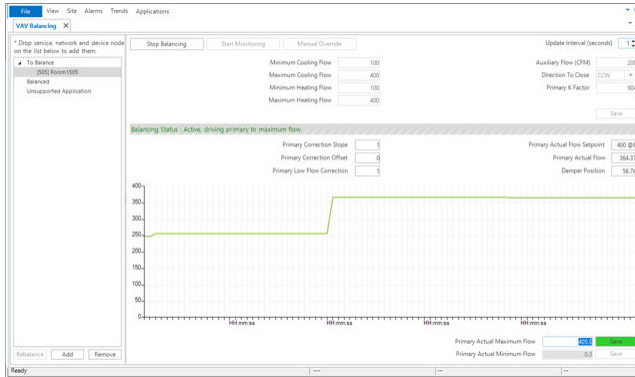 File View Site Alarms Trends Applications
VAV Balancing X
* Drop service, network and device node
on the list below to add them.
To Balance
[505] Room1505
Balanced
Unsupported Application
Stop Balancing Start Monitoring Manual Override Update Interval (seconds) 1
Minimum Cooling Flow 100 Auxiliary Flow (CFM) 200
Maximum Cooling Flow 400 Direction To Close CCW
Minimum Heating Flow 100 Primary K Factor 904
Maximum Heating Flow 400
Save
Balancing Status : Active, driving primary to maximum flow
Primary Correction Slope 1 Primary Actual Flow Setpoint 400
Primary Correction Offset 0 Primary Actual Flow 364.37
Primary Low Flow Correction 1 Damper Position 56.74
400
350
300
250
200
150
100
50
0
HH:mm:ss HH:mm:ss HH:mm:ss HH:mm:ss
Primary Actual Maximum Flow 405.0 Save
Primary Actual Minimum Flow 0.3 Save
Rebalance Add Remove
Ready --- -- --